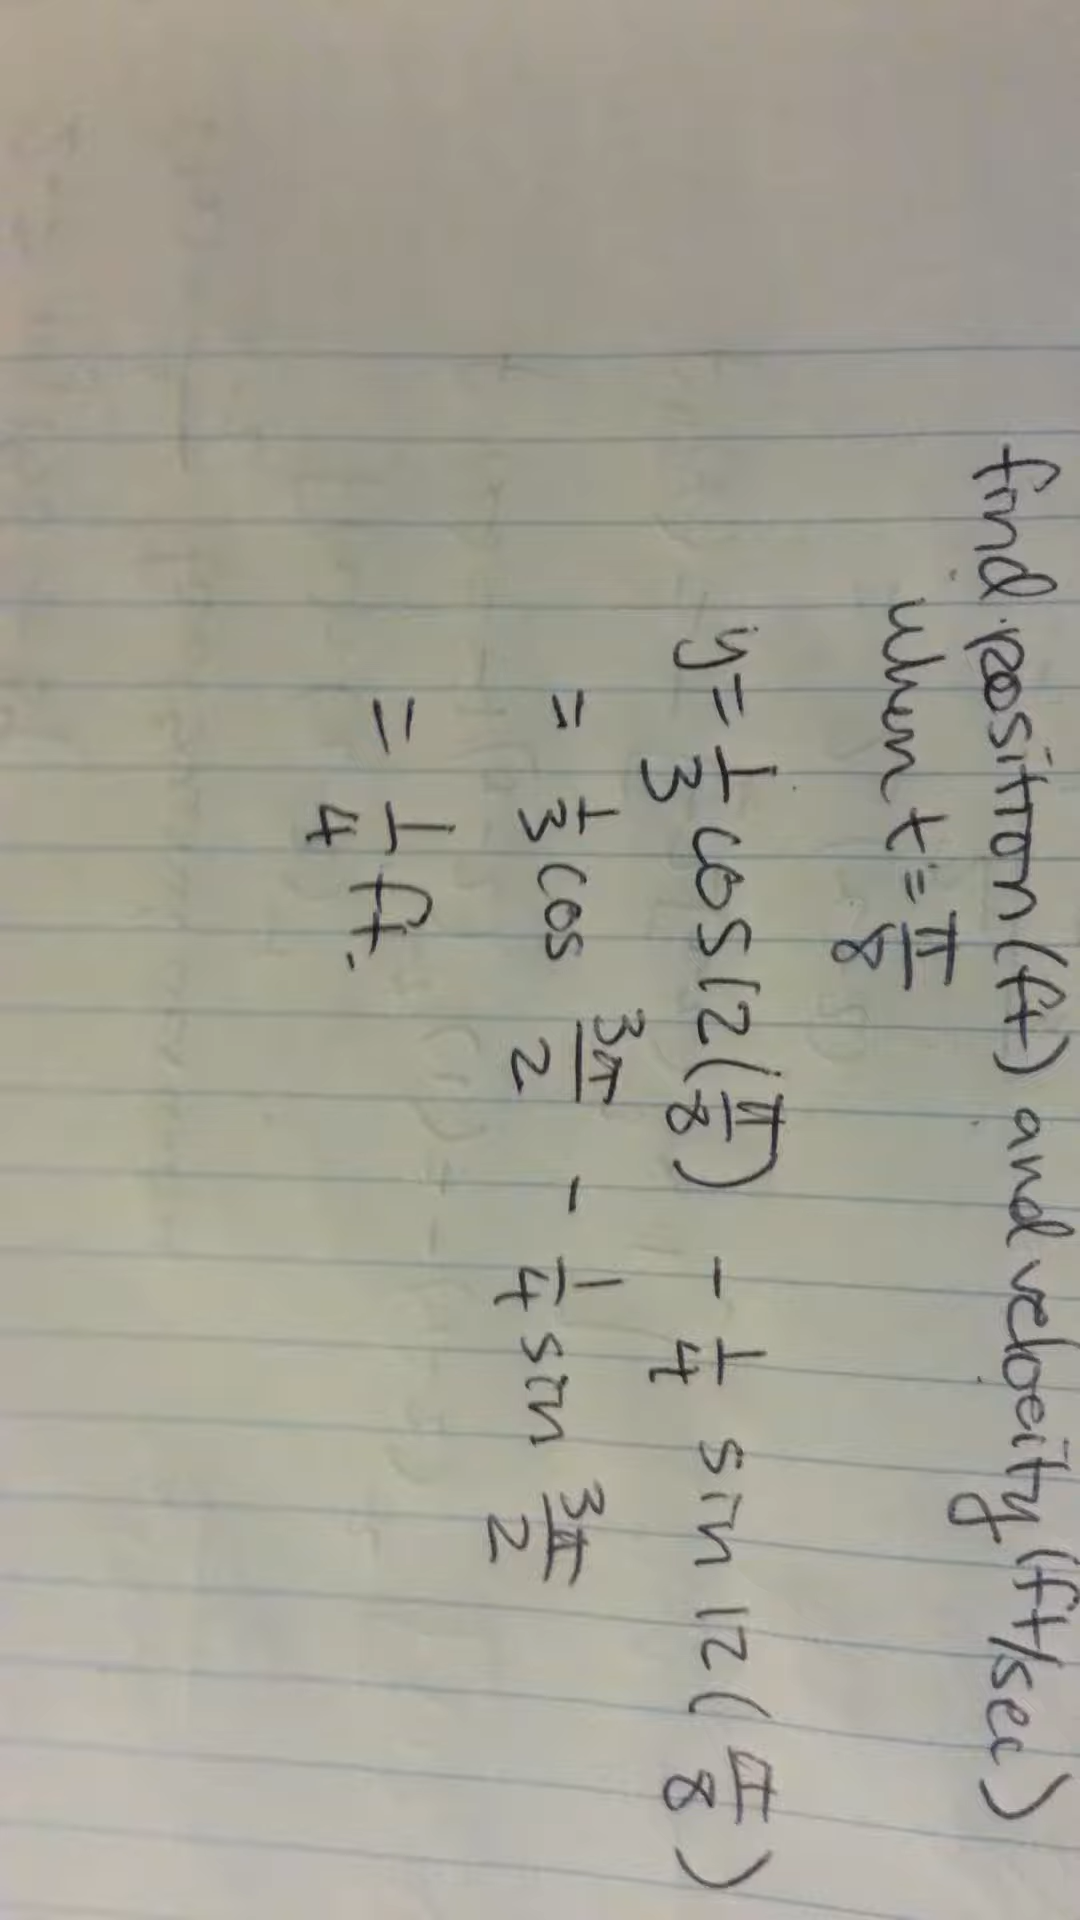 find position (ft) and velocity (ft/sec)
when t = π/8
y = 1/3 cos 12 (π/8) - 1/4 sin 12 (π/8)
= 1/3 cos 3π/2 - 1/4 sin 3π/2
= 1/4 ft.